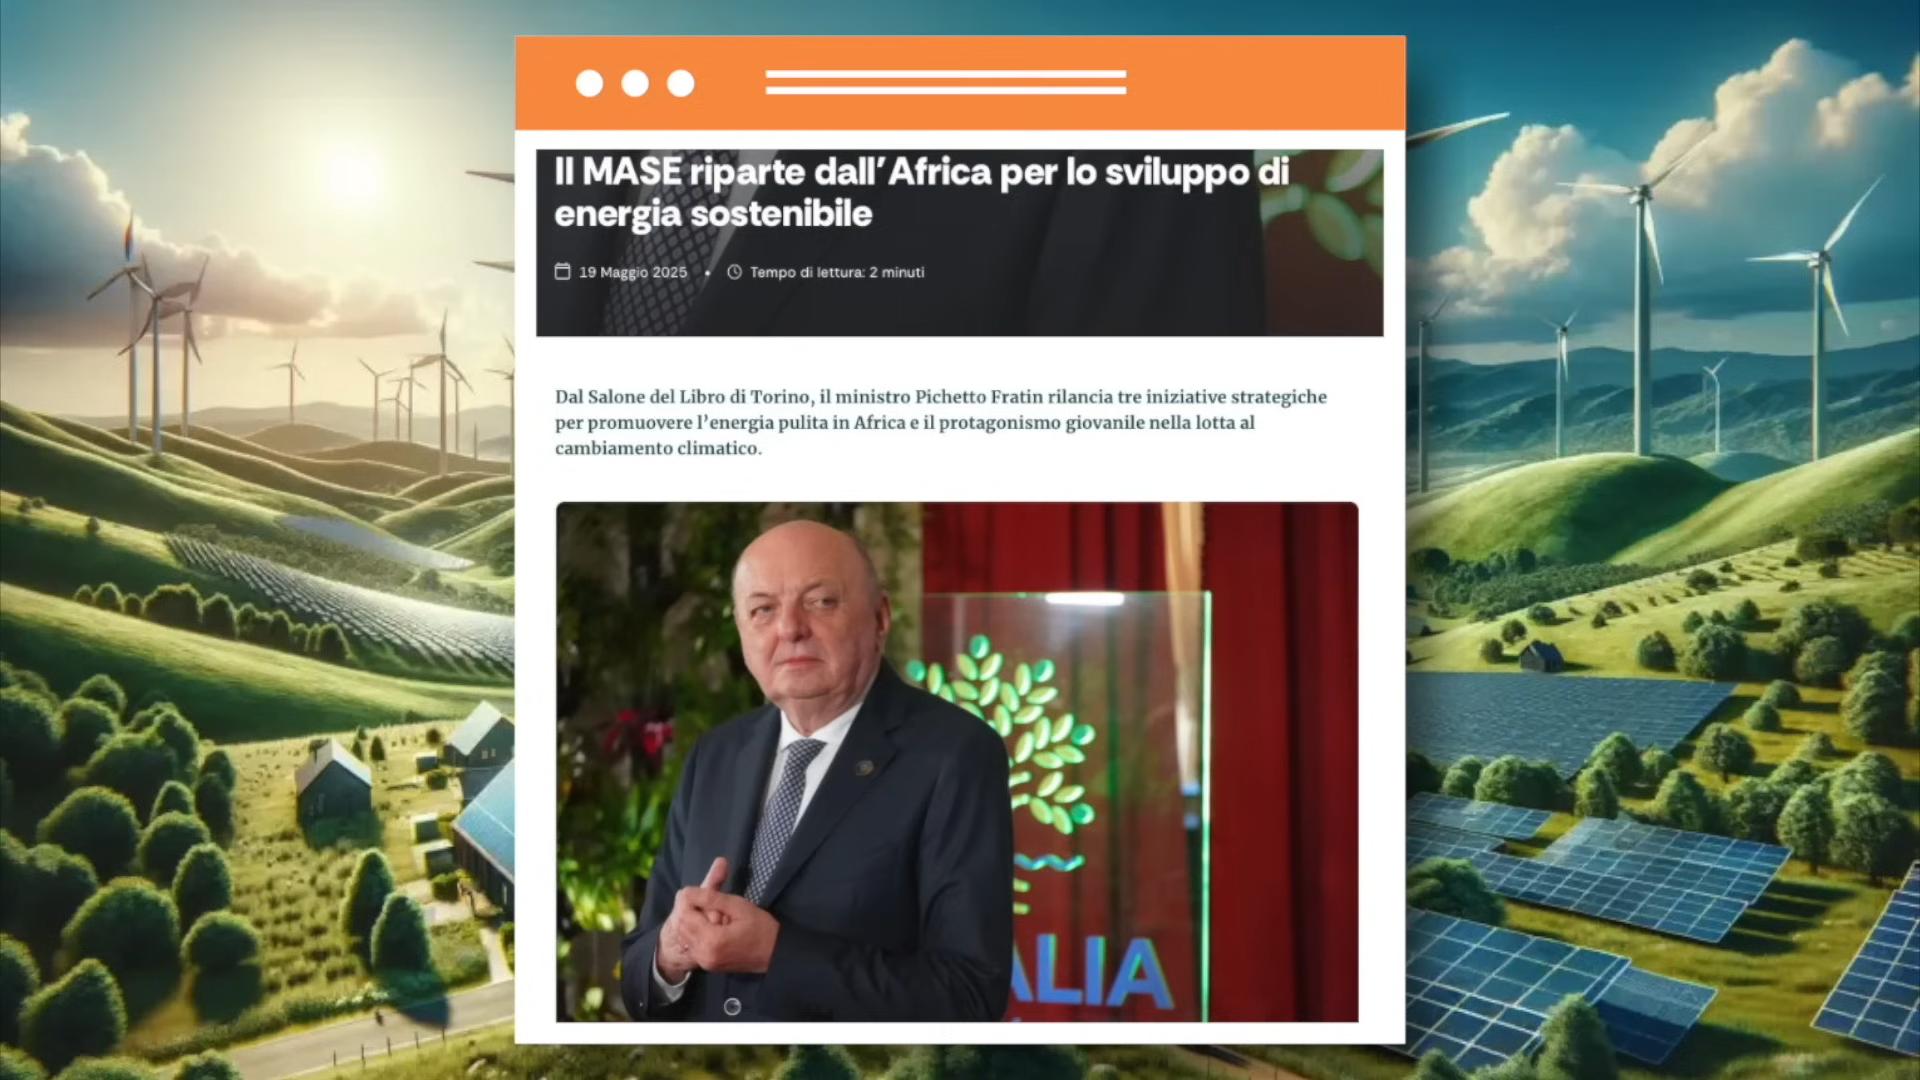 Il MASE riparte dall'Africa per lo sviluppo di
energia sostenibile
19 Maggio 2025 • Tempo di lettura: 2 minuti
Dal Salone del Libro di Torino, il ministro Pichetto Fratin rilancia tre iniziative strategiche
per promuovere l'energia pulita in Africa e il protagonismo giovanile nella lotta al
cambiamento climatico.
ALIA